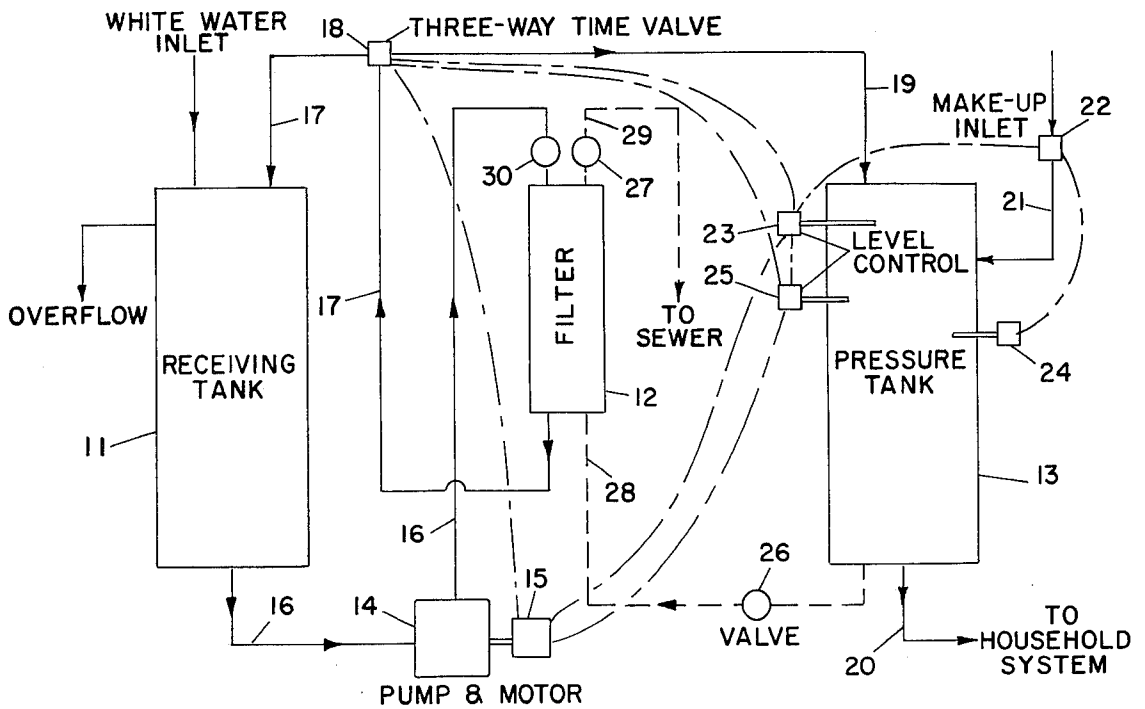 WHITE WATER
INLET
18
THREE-WAY TIME VALVE
17
19
MAKE-UP
INLET
22
29
30
27
21
23
LEVEL
CONTROL
25
OVERFLOW
17
FILTER
TO
SEWER
RECEIVING
TANK
PRESSURE
TANK
24
12
11
28
13
16
26
15
14
16
VALVE
TO
HOUSEHOLD
SYSTEM
20
PUMP & MOTOR